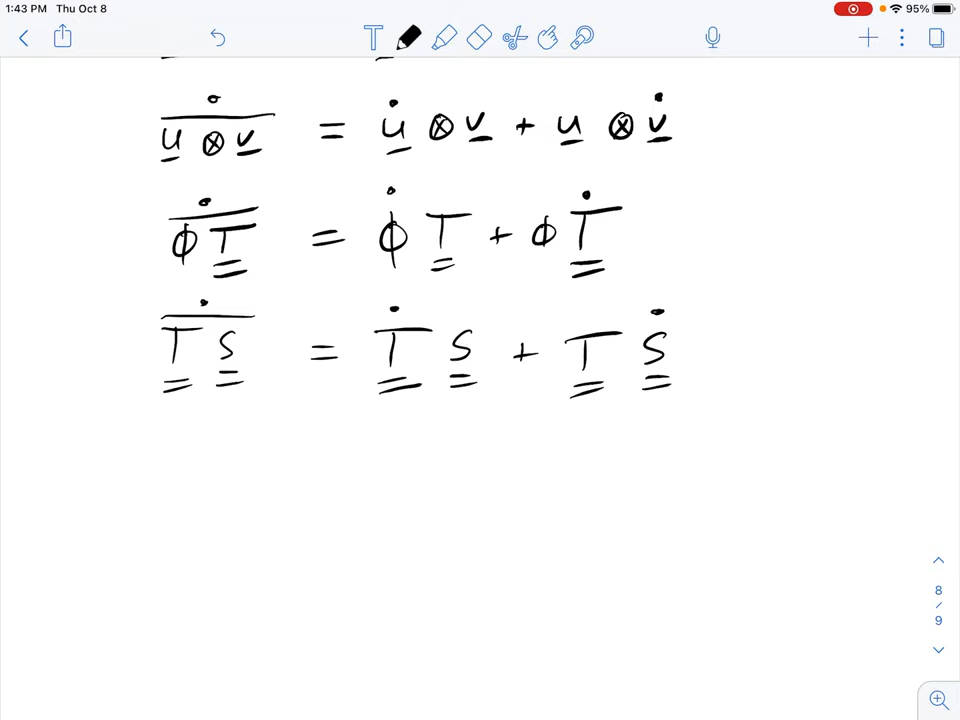 1:43 PM Thu Oct 8 95%
T
u̲ ⊗ v̲ ˙ = u̲̇ ⊗ v̲ + u̲ ⊗ v̲̇
ϕ T̳ ˙ = ϕ̇ T̳ + ϕ Ṫ̳
T̳ S̳ ˙ = Ṫ̳ S̳ + T̳ Ṡ̳
8
/
9